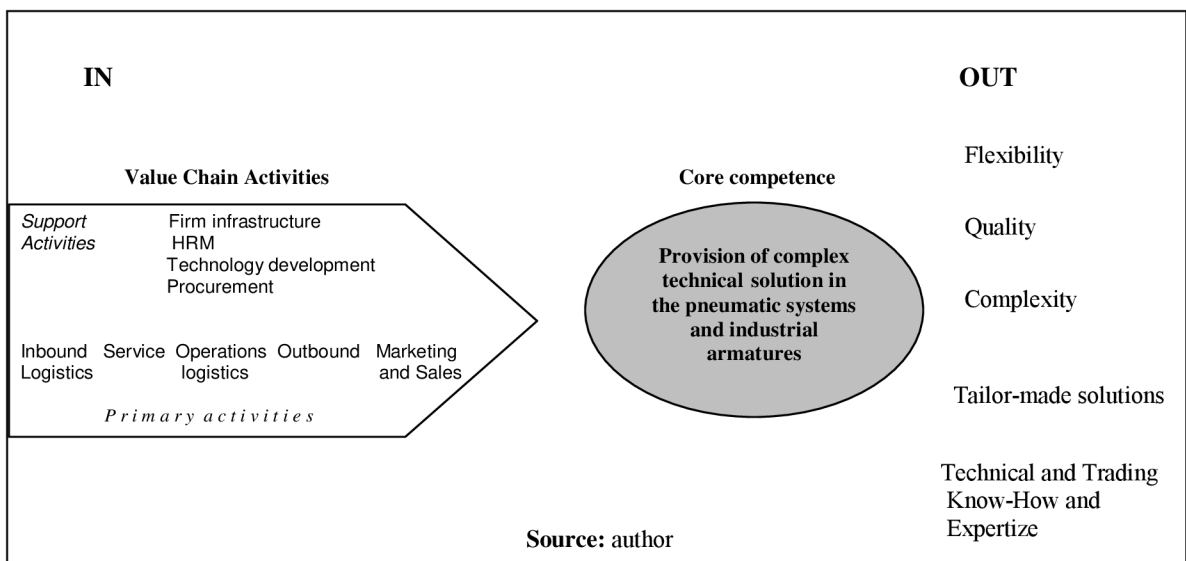 IN
OUT
Value Chain Activities
Support
Activities
Firm infrastructure
HRM
Technology development
Procurement
Inbound Service Operations Outbound Marketing
Logistics logistics and Sales
Primary activities
Core competence
Provision of complex
technical solution in
the pneumatic systems
and industrial
armatures
Flexibility
Quality
Complexity
Tailor-made solutions
Technical and Trading
Know-How and
Expertize
Source: author